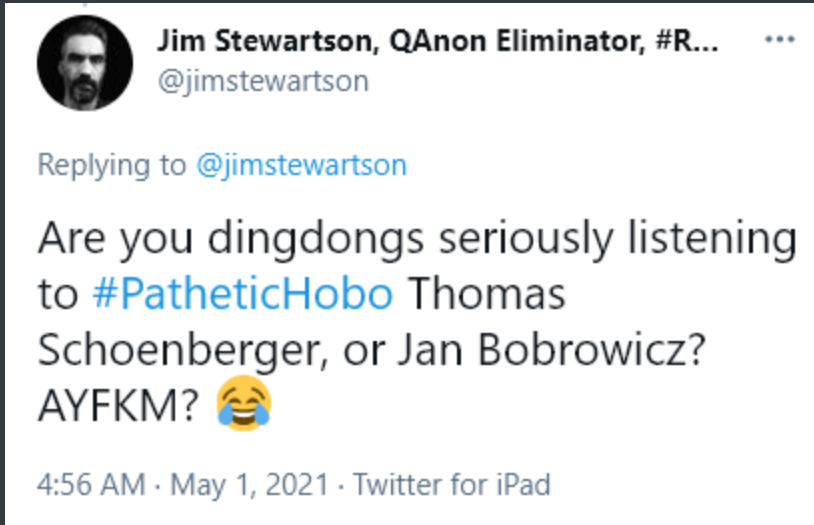 Jim Stewartson, QAnon Eliminator, #R...
@jimstewartson
Replying to @jimstewartson
Are you dingdongs seriously listening
to #PatheticHobo Thomas
Schoenberger, or Jan Bobrowicz?
AYFKM? 😂
4:56 AM · May 1, 2021 · Twitter for iPad